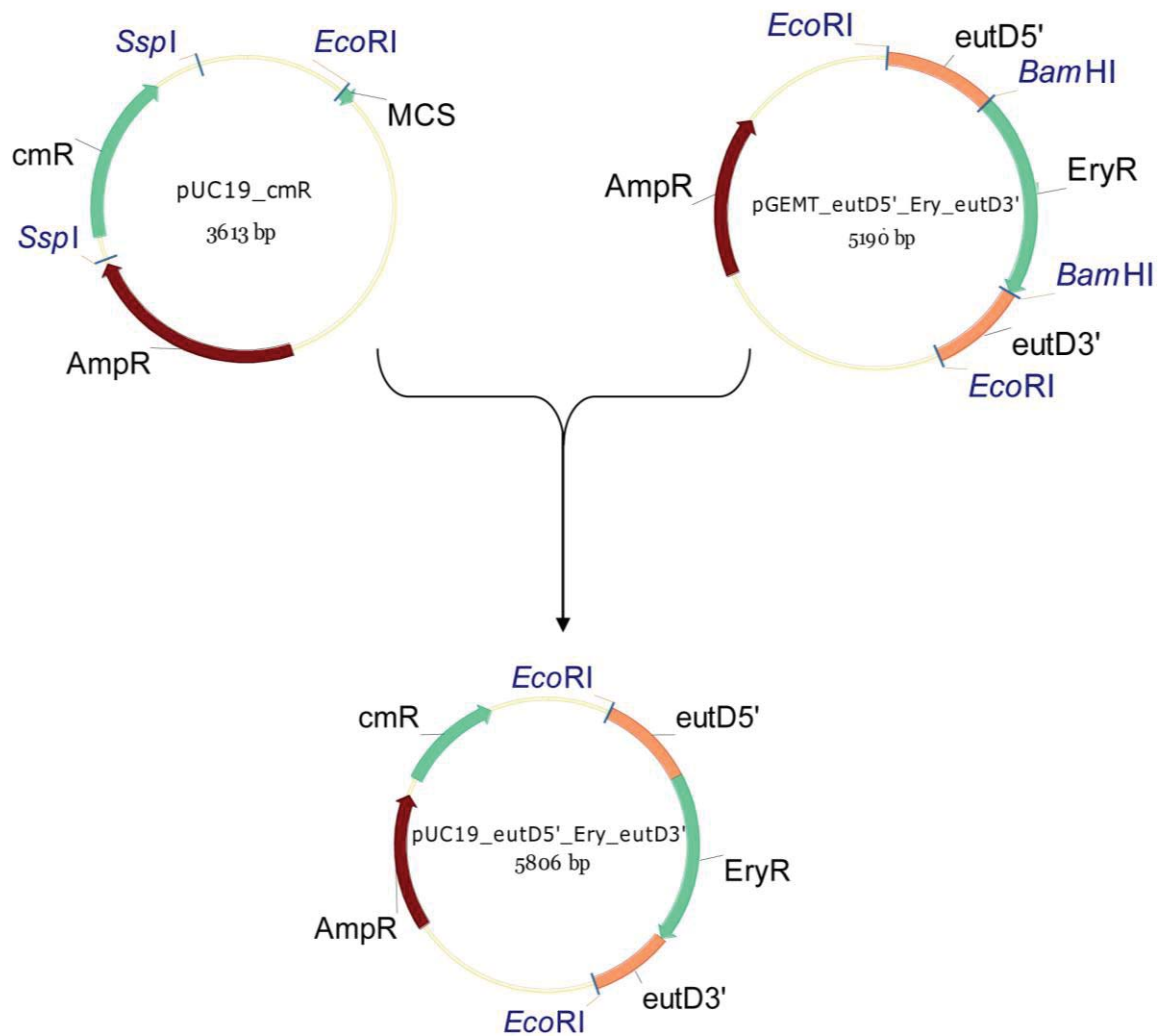 SspI
EcoRI
MCS
cmR
pUC19_cmR
3613 bp
SspI
AmpR
EcoRI
eutD5'
BamHI
EryR
AmpR
pGEMT_eutD5'_Ery_eutD3'
5190 bp
BamHI
eutD3'
EcoRI
EcoRI
cmR
eutD5'
pUC19_eutD5'_Ery_eutD3'
5806 bp
EryR
AmpR
eutD3'
EcoRI